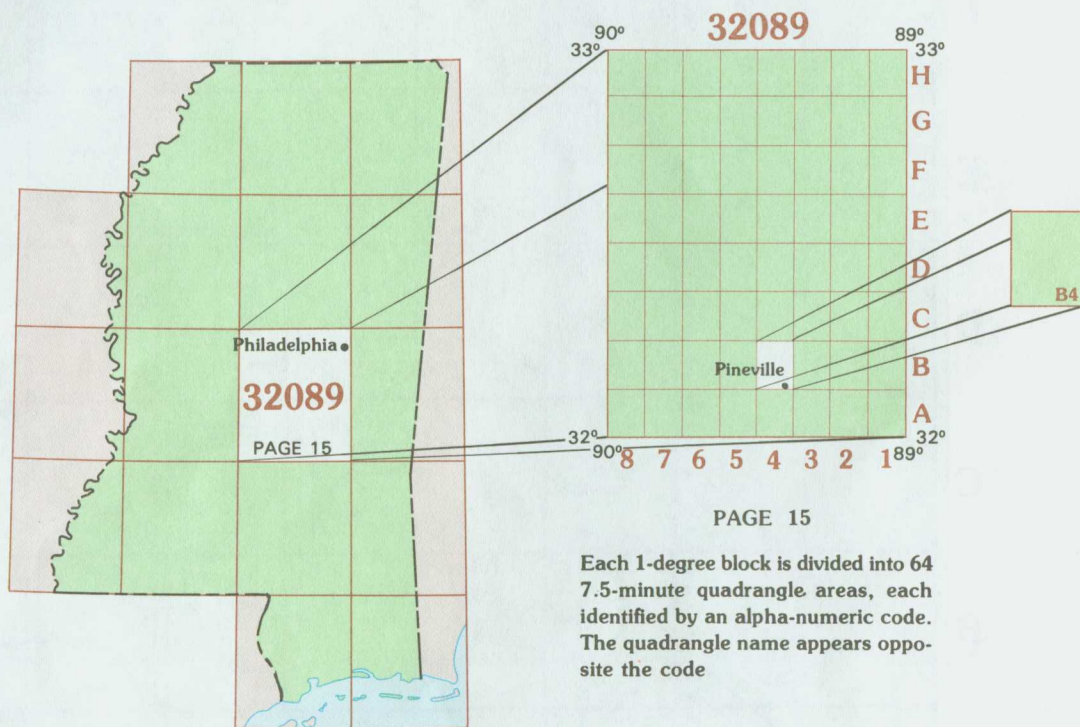 32089
90°
89°
33°
33°
H
G
F
E
D
C
B
A
B4
Philadelphia
32089
PAGE 15
Pineville
32°
32°
90°
8 7 6 5 4 3 2 1
89°
PAGE 15
Each 1-degree block is divided into 64
7.5-minute quadrangle areas, each
identified by an alpha-numeric code.
The quadrangle name appears oppo-
site the code